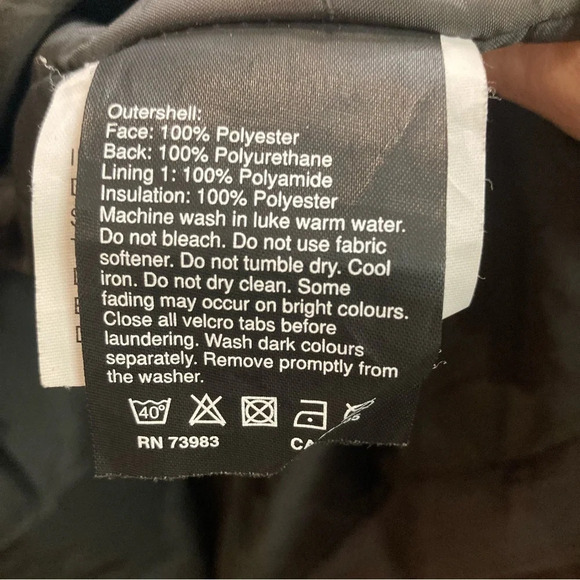 Outershell:
Face: 100% Polyester
Back: 100% Polyurethane
Lining 1: 100% Polyamide
Insulation: 100% Polyester
Machine wash in luke warm water.
Do not bleach. Do not use fabric
softener. Do not tumble dry. Cool
iron. Do not dry clean. Some
fading may occur on bright colours.
Close all velcro tabs before
laundering. Wash dark colours
separately. Remove promptly from
the washer.
40°
RN 73983 CA